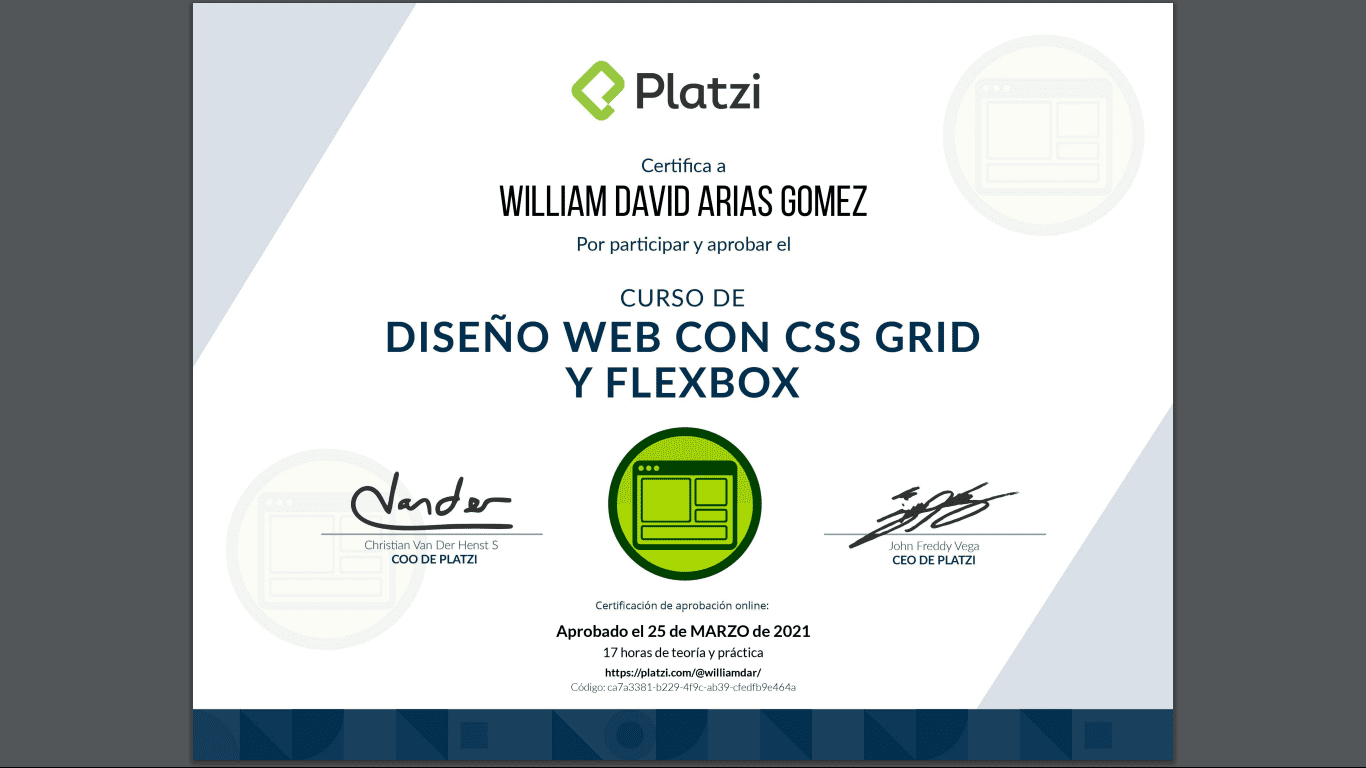 Platzi
Certifica a
WILLIAM DAVID ARIAS GOMEZ
Por participar y aprobar el
CURSO DE
DISEÑO WEB CON CSS GRID
Y FLEXBOX
Vander
Christian Van Der Henst S
COO DE PLATZI
John Freddy Vega
CEO DE PLATZI
Certificación de aprobación online:
Aprobado el 25 de MARZO de 2021
17 horas de teoría y práctica
https://platzi.com/@williamdar/
Código: ca7a3381-b229-4f9c-ab39-cfedfb9e464a